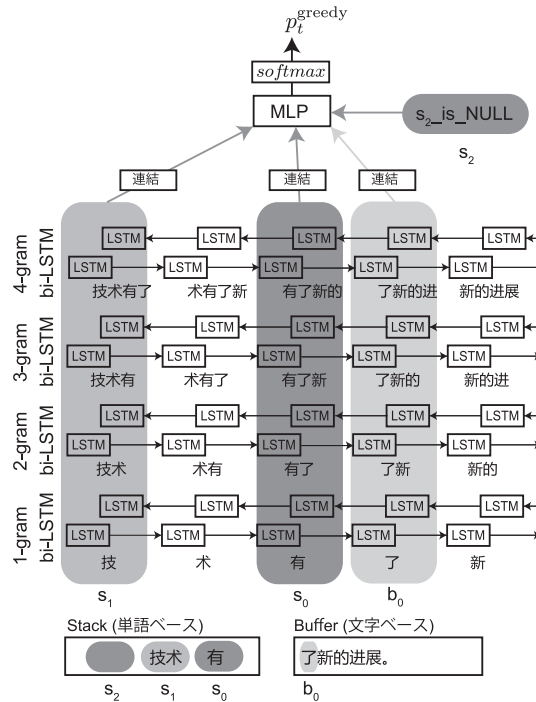 p_t^greedy
softmax
MLP
s2_is_NULL
s2
連結 連結 連結
4-gram bi-LSTM
LSTM LSTM LSTM LSTM LSTM
LSTM LSTM LSTM LSTM LSTM
技术有了 术有了新 有了新的 了新的进 新的进展
3-gram bi-LSTM
LSTM LSTM LSTM LSTM LSTM
LSTM LSTM LSTM LSTM LSTM
技术有 术有了 有了新 了新的 新的进
2-gram bi-LSTM
LSTM LSTM LSTM LSTM LSTM
LSTM LSTM LSTM LSTM LSTM
技术 术有 有了 了新 新的
1-gram bi-LSTM
LSTM LSTM LSTM LSTM LSTM
LSTM LSTM LSTM LSTM LSTM
技 术 有 了 新
s1 s0 b0
Stack (単語ベース) Buffer (文字ベース)
技术 有 了新的进展。
s2 s1 s0 b0